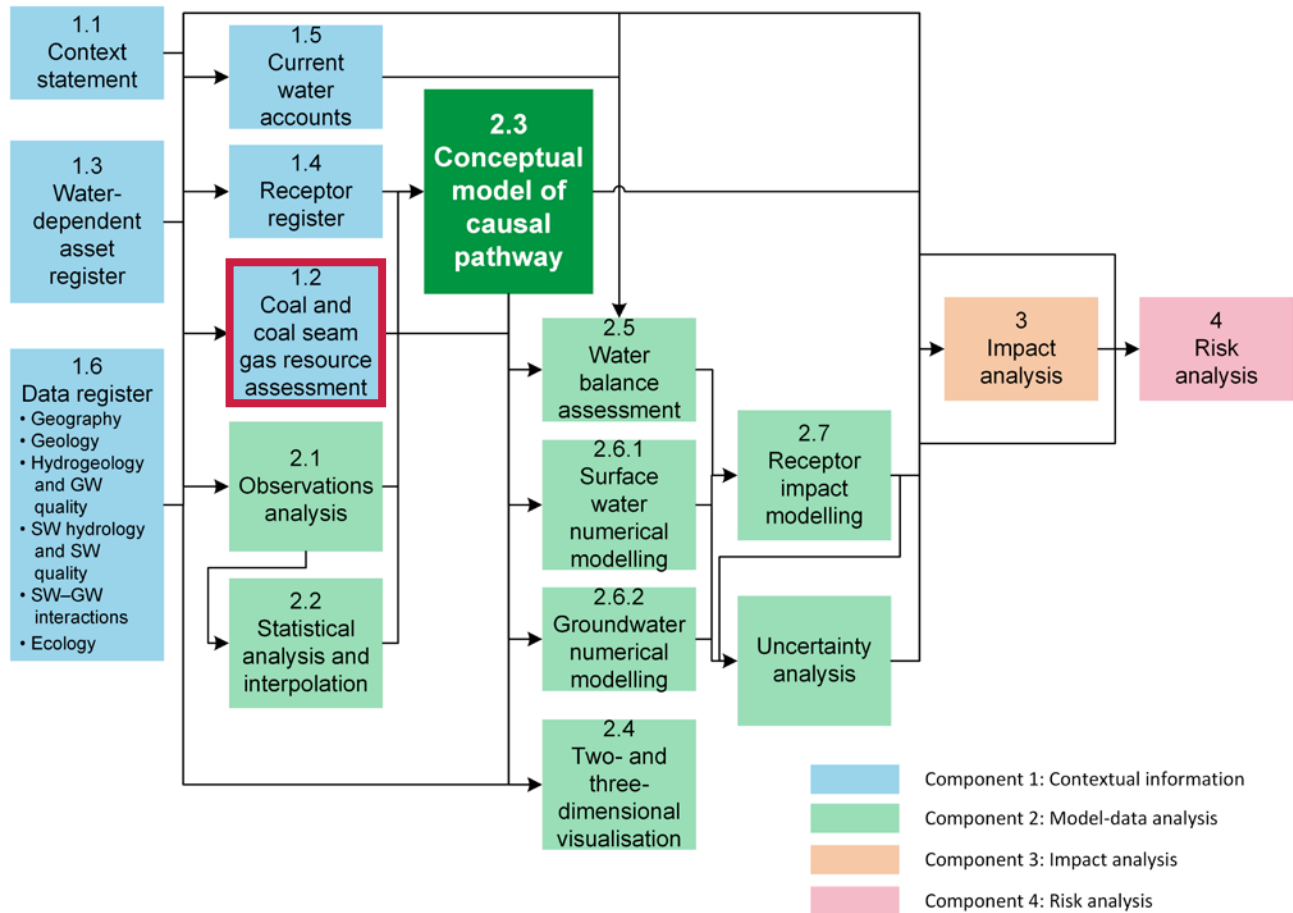 1.1
Context
statement
1.3
Water-
dependent
asset
register
1.6
Data register
• Geography
• Geology
• Hydrogeology
and GW
quality
• SW hydrology
and SW
quality
• SW–GW
interactions
• Ecology
1.5
Current
water
accounts
1.4
Receptor
register
1.2
Coal and
coal seam
gas resource
assessment
2.1
Observations
analysis
2.2
Statistical
analysis and
interpolation
2.3
Conceptual
model of
causal
pathway
2.5
Water
balance
assessment
2.6.1
Surface
water
numerical
modelling
2.6.2
Groundwater
numerical
modelling
2.4
Two- and
three-
dimensional
visualisation
2.7
Receptor
impact
modelling
Uncertainty
analysis
3
Impact
analysis
4
Risk
analysis
Component 1: Contextual information
Component 2: Model-data analysis
Component 3: Impact analysis
Component 4: Risk analysis